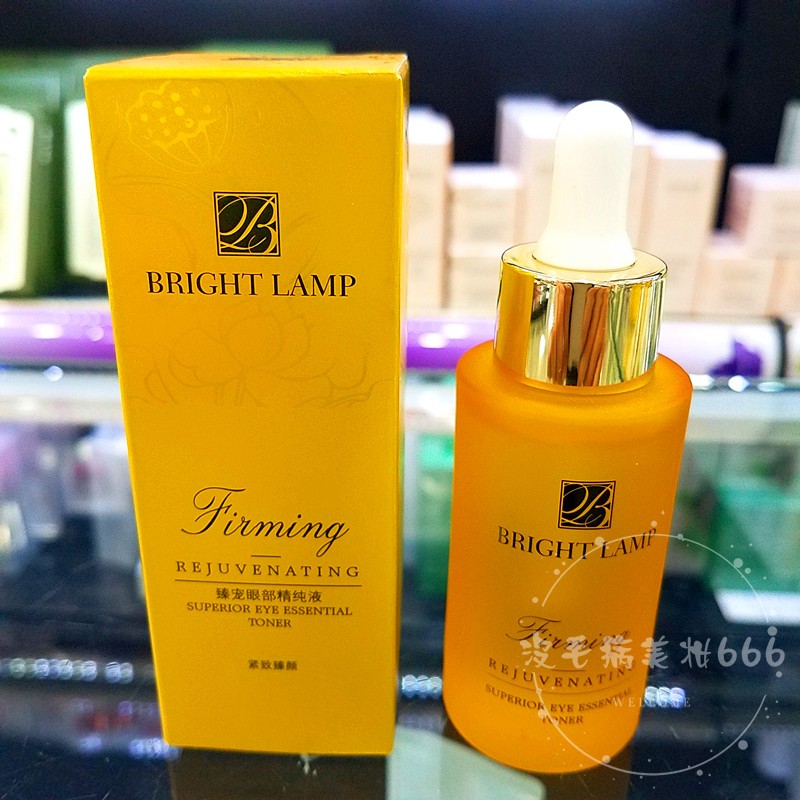 B
BRIGHT LAMP
Firming
REJUVENATING
臻宠眼部精纯液
SUPERIOR EYE ESSENTIAL
TONER
紧致臻颜
B
BRIGHT LAMP
Firming
REJUVENATING
SUPERIOR EYE ESSENTIAL
TONER
没毛病美妆666
WELCOME